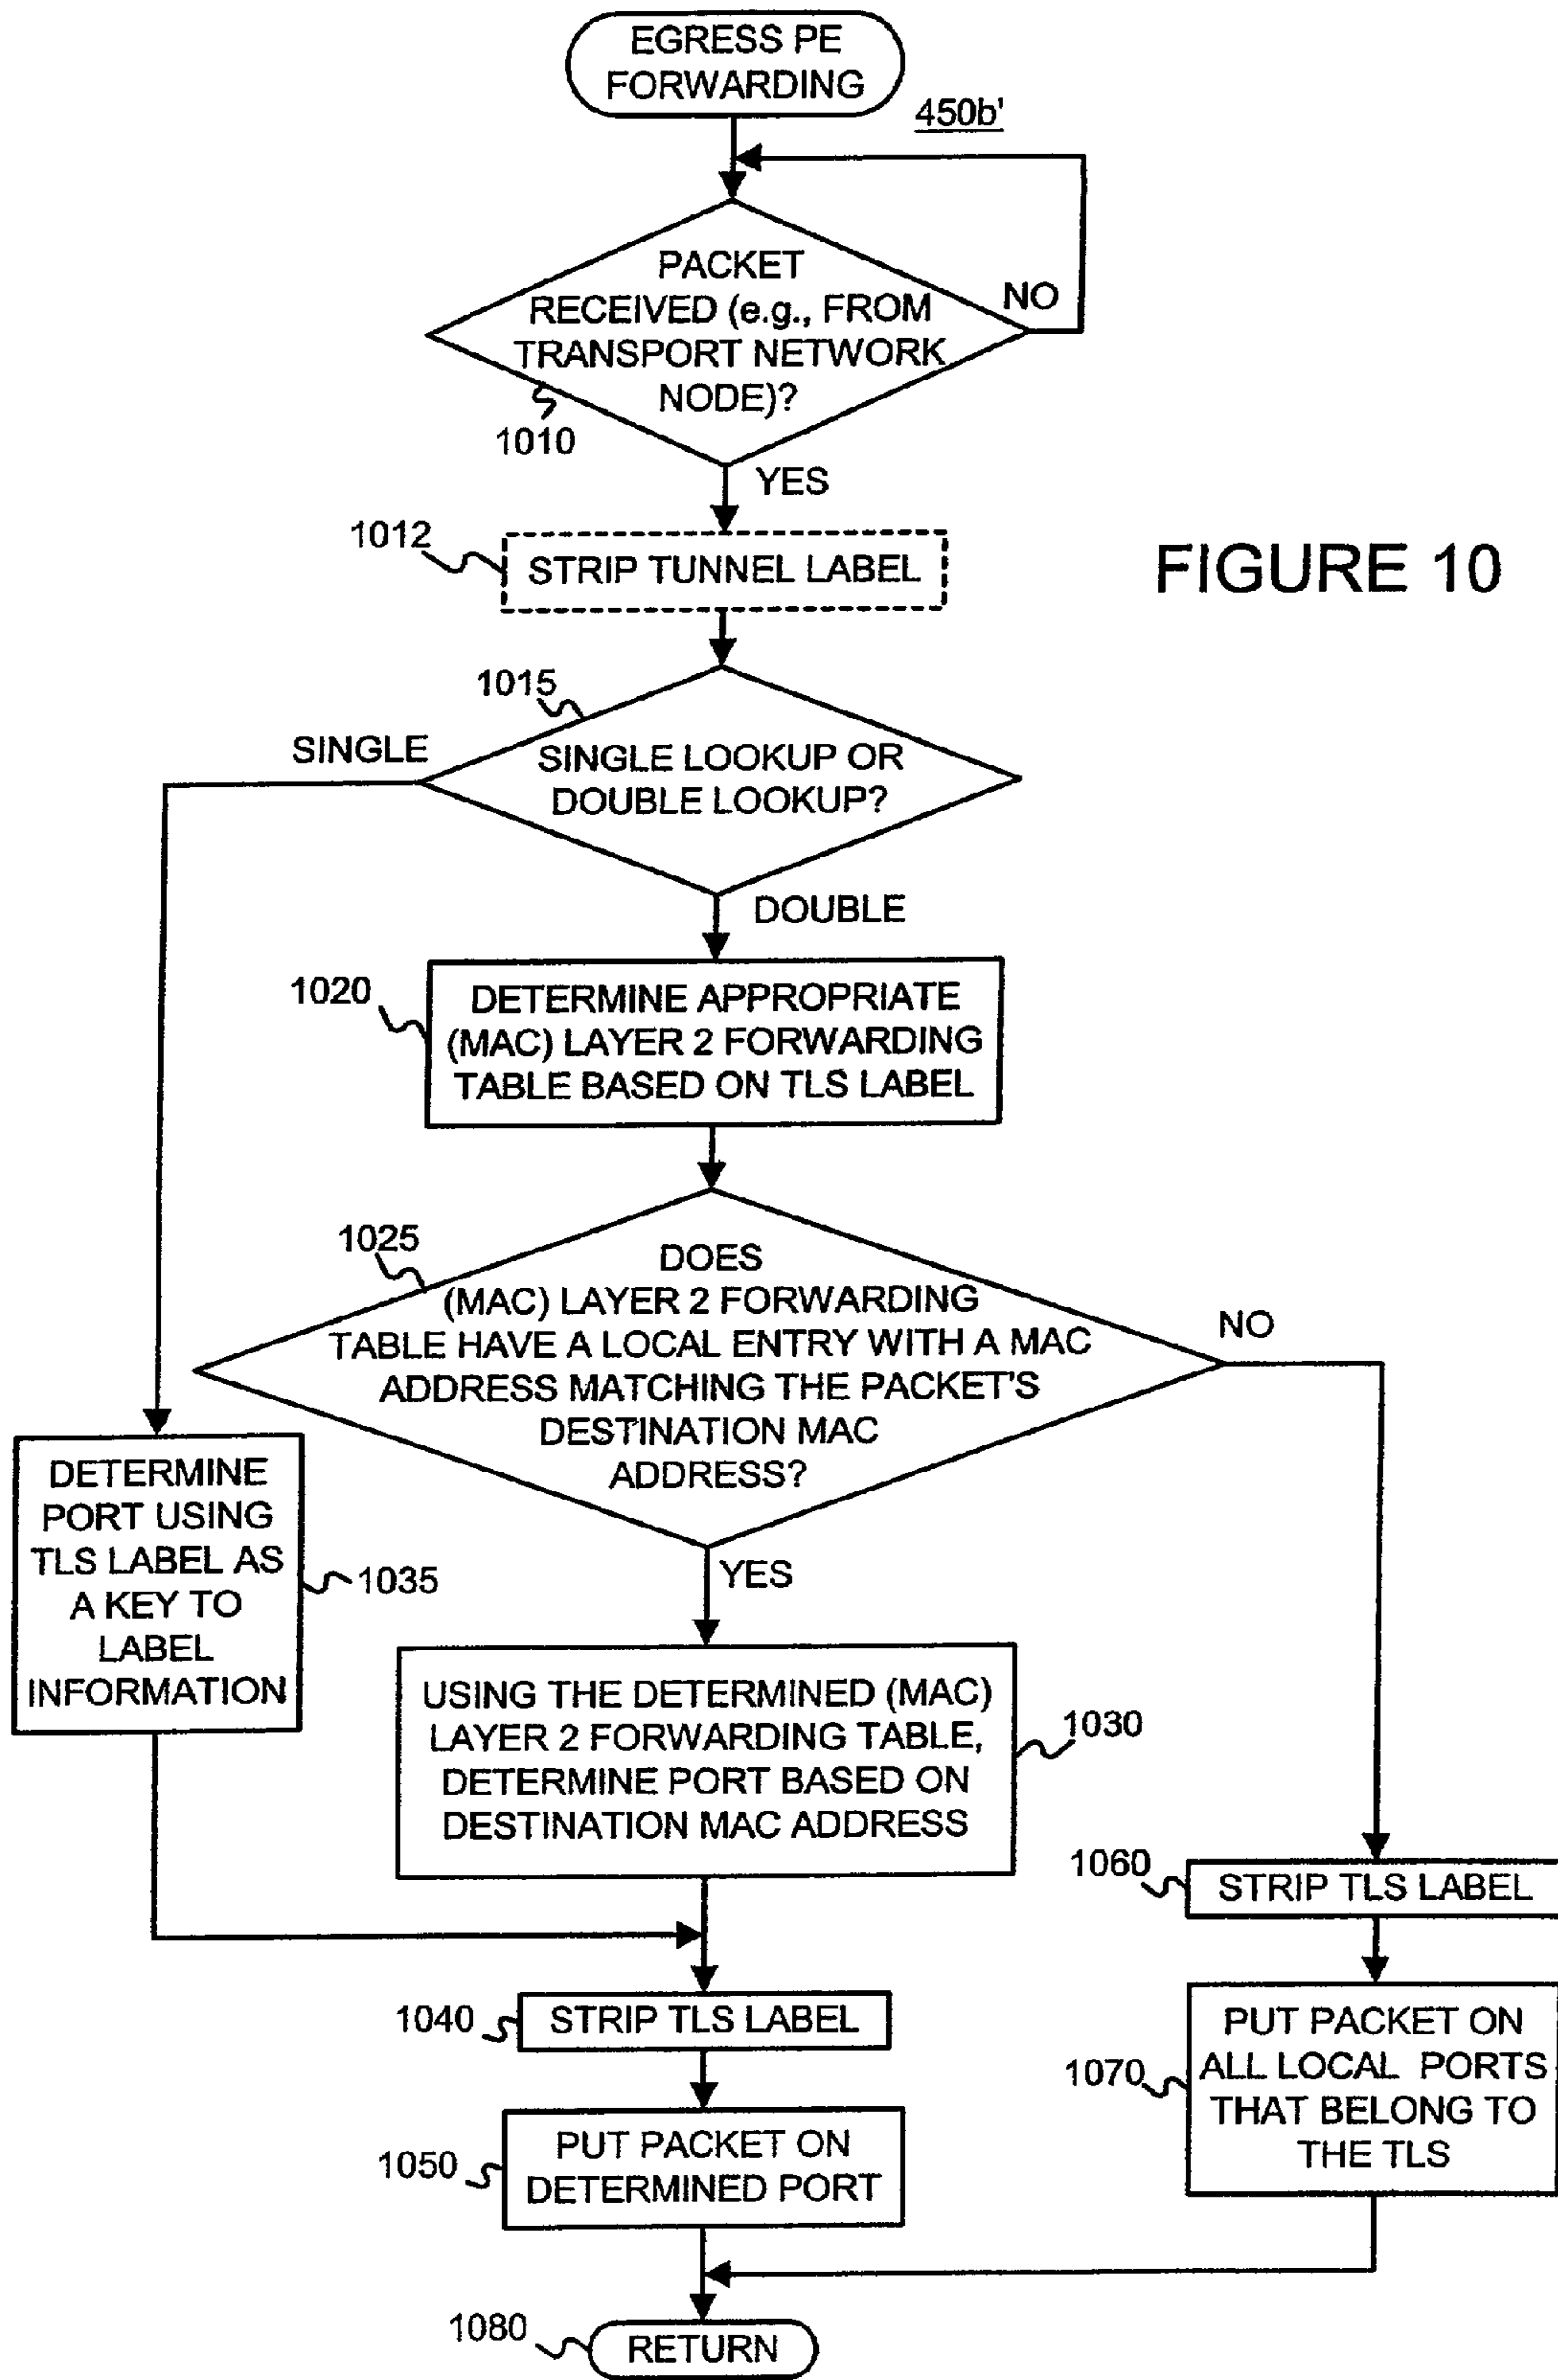 EGRESS PE
FORWARDING
450b'
PACKET
RECEIVED (e.g., FROM
TRANSPORT NETWORK
NODE)?
NO
1010
YES
1012
STRIP TUNNEL LABEL
FIGURE 10
1015
SINGLE
SINGLE LOOKUP OR
DOUBLE LOOKUP?
DOUBLE
1020
DETERMINE APPROPRIATE
(MAC) LAYER 2 FORWARDING
TABLE BASED ON TLS LABEL
1025
DOES
(MAC) LAYER 2 FORWARDING
TABLE HAVE A LOCAL ENTRY WITH A MAC
ADDRESS MATCHING THE PACKET'S
DESTINATION MAC
ADDRESS?
NO
YES
DETERMINE
PORT USING
TLS LABEL AS
A KEY TO
LABEL
INFORMATION
1035
USING THE DETERMINED (MAC)
LAYER 2 FORWARDING TABLE,
DETERMINE PORT BASED ON
DESTINATION MAC ADDRESS
1030
1060
STRIP TLS LABEL
1040
STRIP TLS LABEL
1070
PUT PACKET ON
ALL LOCAL PORTS
THAT BELONG TO
THE TLS
1050
PUT PACKET ON
DETERMINED PORT
1080
RETURN